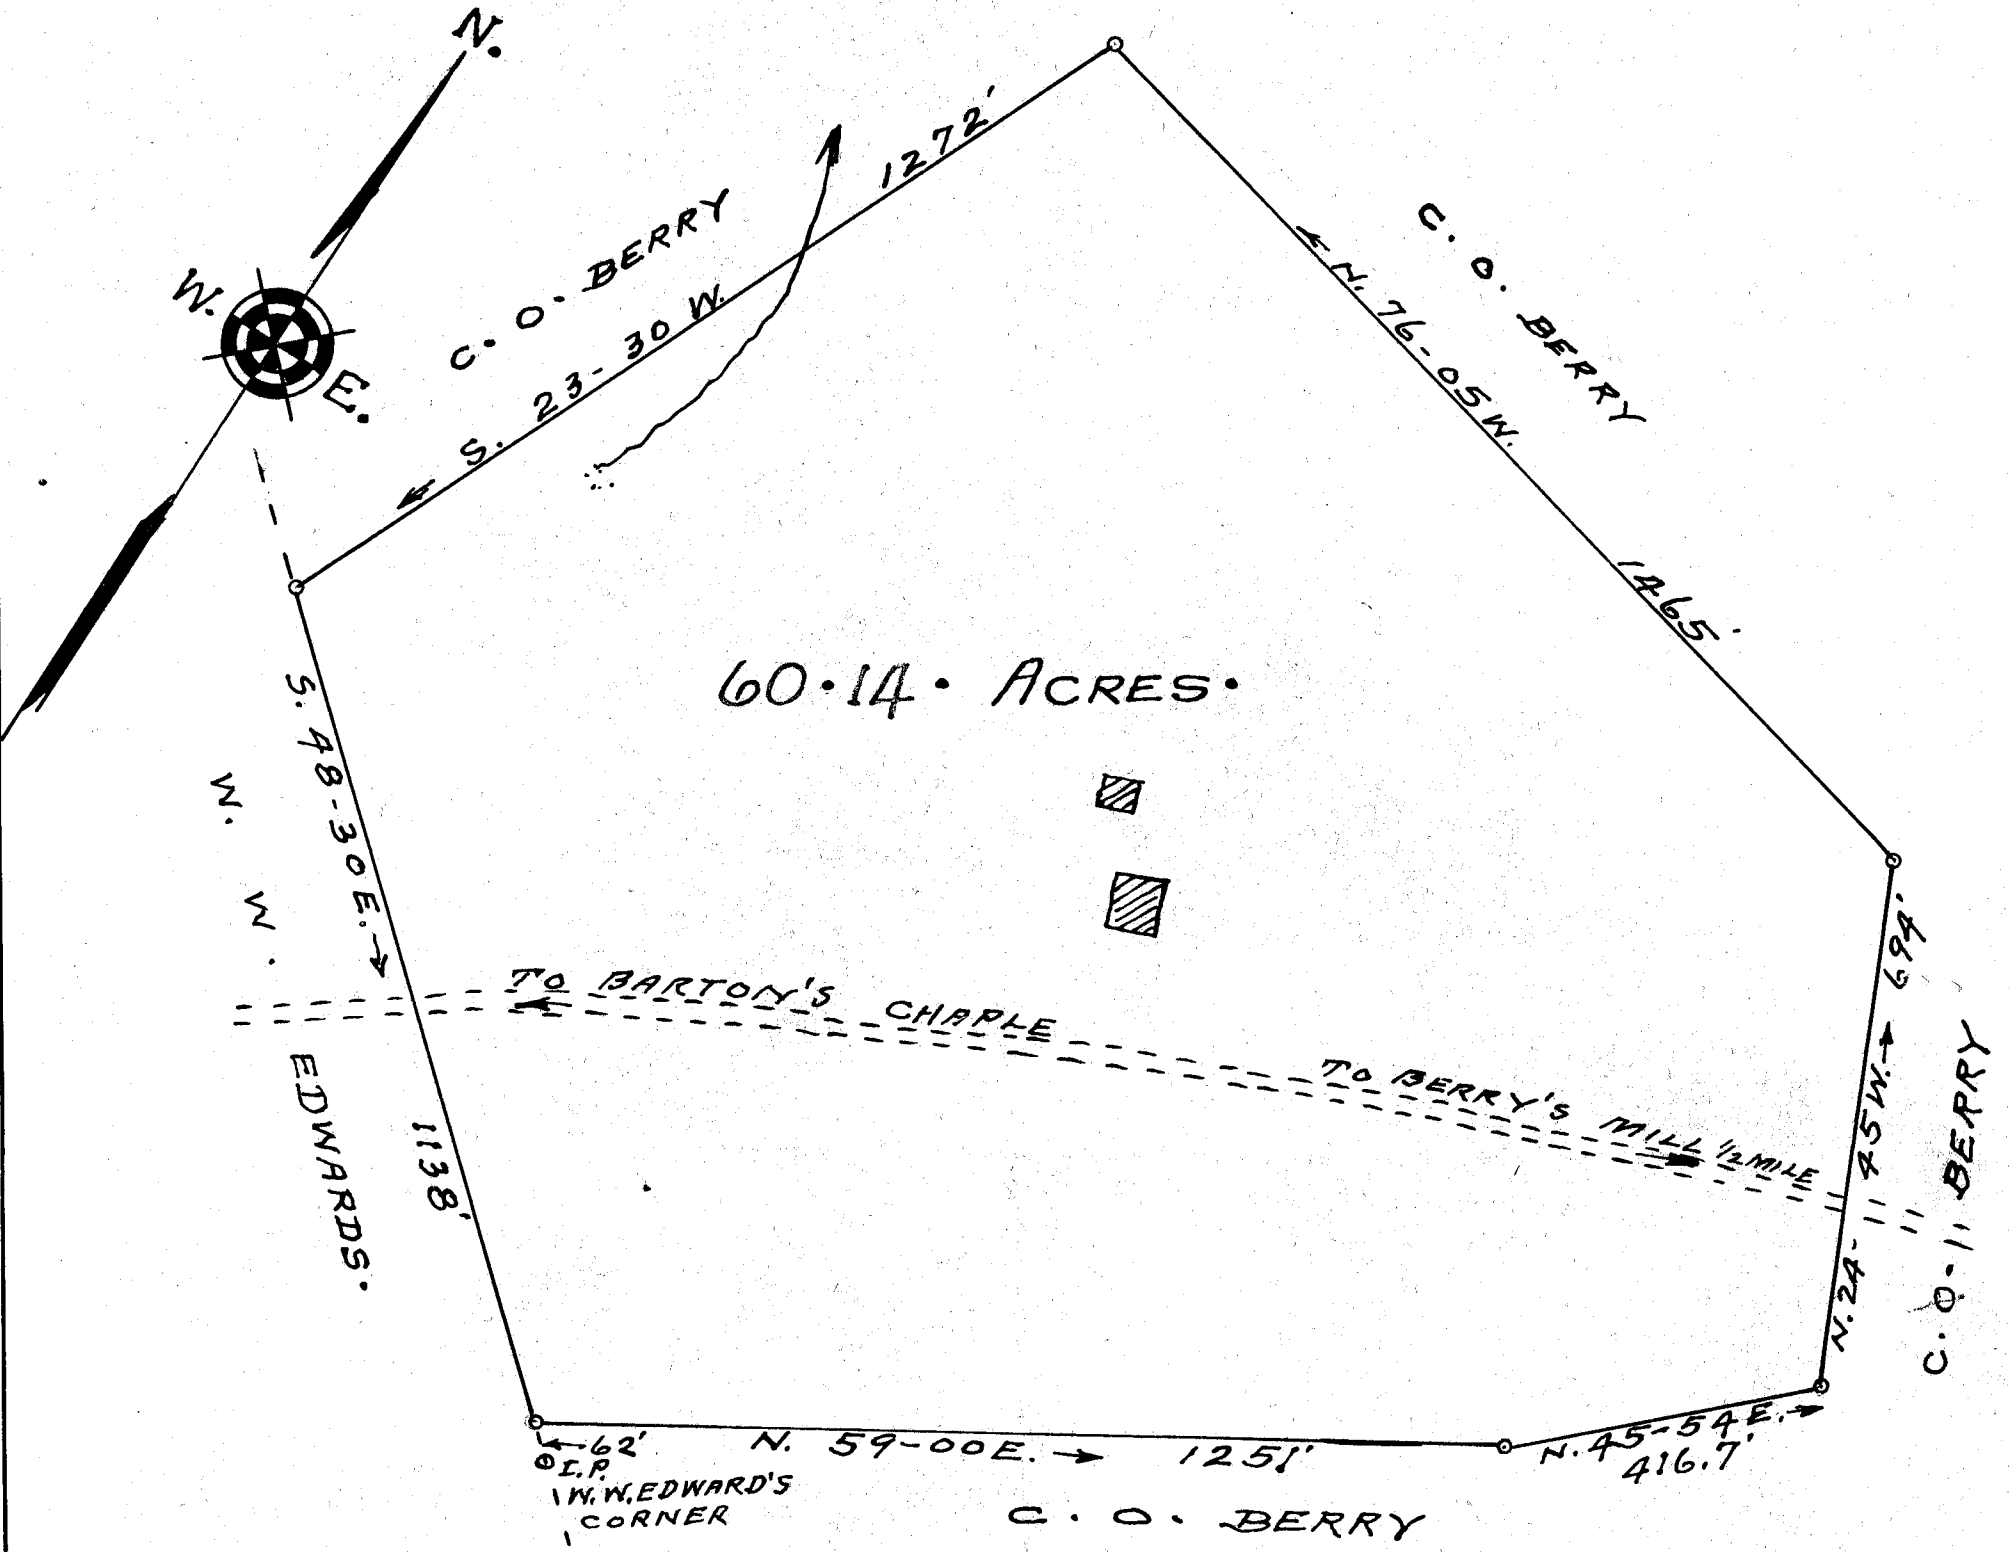 N.
W.
E.
C. O. BERRY
S. 23-30 W. 1272'
C. O. BERRY
N. 76-05 W. 1465'
60.14. ACRES.
S. 48-30 E. 1138'
W. W. EDWARDS.
TO BARTON'S CHAPLE
TO BERRY'S MILL 1/2 MILE
N. 24-45 W. 694'
C. O. BERRY
62'
I.P.
W.W. EDWARD'S
CORNER
N. 59-00 E. 1251'
N. 45-54 E.
416.7'
C. O. BERRY